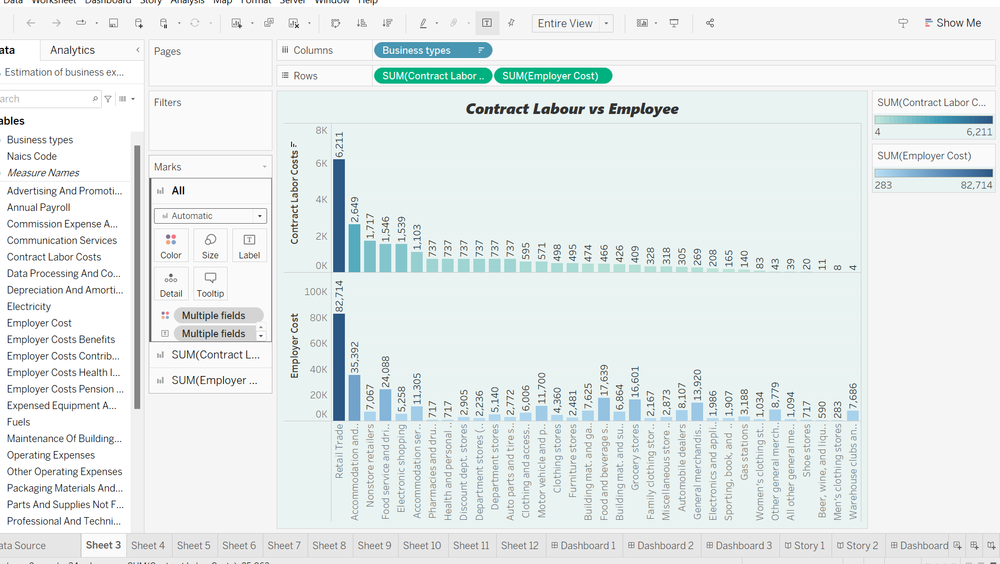 Data Worksheet Dashboard Story Analysis Map Format Server Window Help
Entire View
Show Me
ata
Analytics
Estimation of business ex...
arch
ables
Business types
Naics Code
Measure Names
Advertising And Promoti...
Annual Payroll
Commission Expense A...
Communication Services
Contract Labor Costs
Data Processing And Co...
Depreciation And Amorti...
Electricity
Employer Cost
Employer Costs Benefits
Employer Costs Contrib...
Employer Costs Health I...
Employer Costs Pension ...
Expensed Equipment A...
Fuels
Maintenance Of Building...
Operating Expenses
Other Operating Expenses
Packaging Materials And...
Parts And Supplies Not F...
Professional And Techni...
Pages
Filters
Marks
All
Automatic
Color
Size
Label
Detail
Tooltip
Multiple fields
Multiple fields
SUM(Contract L...
SUM(Employer ...
Columns
Business types
Rows
SUM(Contract Labor ..
SUM(Employer Cost)
Contract Labour vs Employee
Contract Labor Costs
8K
6K
4K
2K
0K
6,211
2,649
1,717
1,546
1,539
1,103
737
737
737
737
737
737
595
571
498
495
474
466
426
409
328
318
305
269
208
165
140
83
43
39
20
11
8
4
Employer Cost
100K
80K
60K
40K
20K
0K
82,714
35,392
7,067
24,088
5,258
11,305
717
717
2,905
2,236
5,140
2,772
6,006
11,700
4,360
2,481
7,625
17,639
6,864
16,601
2,167
2,873
8,107
13,920
1,986
1,907
3,188
1,034
8,779
1,094
717
590
283
7,686
Retail Trade
Accommodation and..
Nonstore retailers
Food service and dri..
Electronic shopping
Accommodation ser..
Pharmacies and dru..
Health and personal ..
Discount dept. stores
Department stores (..
Department stores
Auto parts and tire s..
Clothing and access..
Motor vehicle and p..
Clothing stores
Furniture stores
Building mat. and ga..
Food and beverage s..
Building mat. and su..
Grocery stores
Family clothing stor..
Miscellaneous store ..
Automobile dealers
General merchandis..
Electronics and appli..
Sporting, book, and ..
Gas stations
Women's clothing st..
Other general merch..
All other general me..
Shoe stores
Beer, wine, and liqu..
Men's clothing stores
Warehouse clubs an..
SUM(Contract Labor C...
4
6,211
SUM(Employer Cost)
283
82,714
ata Source
Sheet 3
Sheet 4
Sheet 5
Sheet 6
Sheet 7
Sheet 8
Sheet 9
Sheet 10
Sheet 11
Sheet 12
Dashboard 1
Dashboard 2
Dashboard 3
Story 1
Story 2
Dashboard